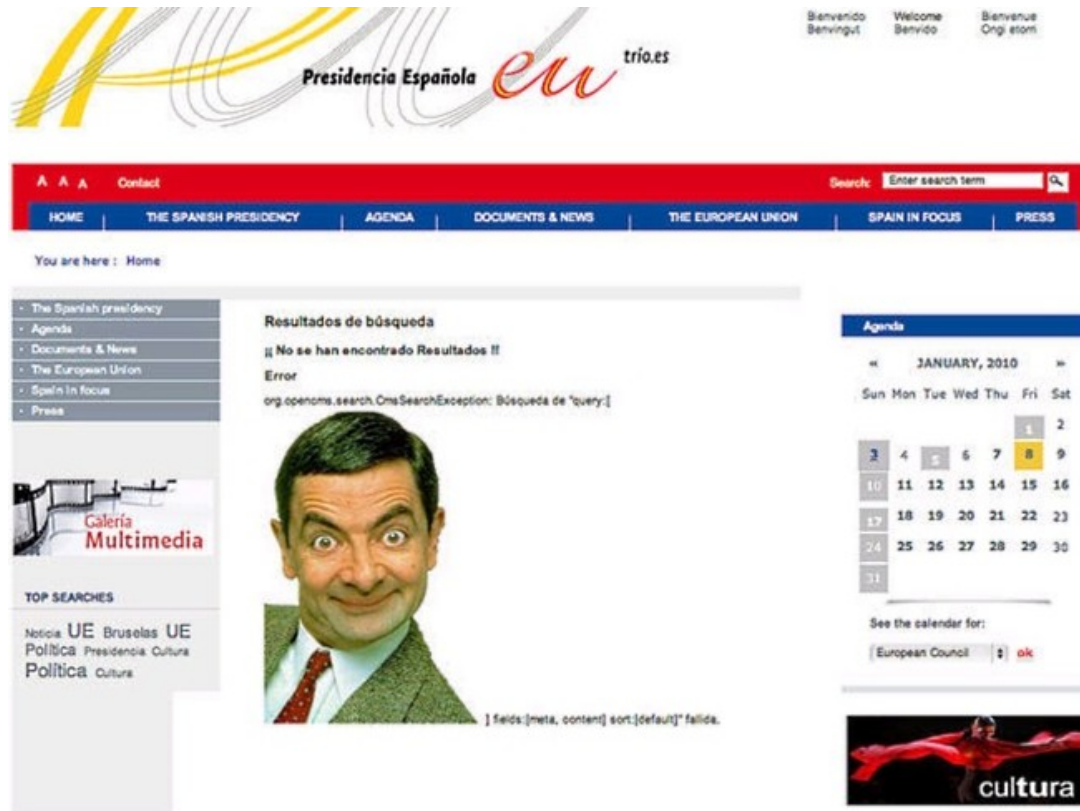 Bienvenido Welcome Bienvenue
Benvingut Benvido Ongi etorri
Presidencia Española eu trío.es
A A A Contact Search: Enter search term
HOME THE SPANISH PRESIDENCY AGENDA DOCUMENTS & NEWS THE EUROPEAN UNION SPAIN IN FOCUS PRESS
You are here : Home
· The Spanish presidency
· Agenda
· Documents & News
· The European Union
· Spain in focus
· Press
Galería
Multimedia
TOP SEARCHES
Noticia UE Bruselas UE
Política Presidencia Cultura
Política Cultura
Resultados de búsqueda
¡¡ No se han encontrado Resultados !!
Error
org.opencms.search.CmsSearchException: Búsqueda de "query:[
] fields:[meta, content] sort:[default]" fallida.
Agenda
« JANUARY, 2010 »
Sun Mon Tue Wed Thu Fri Sat
1 2
3 4 5 6 7 8 9
10 11 12 13 14 15 16
17 18 19 20 21 22 23
24 25 26 27 28 29 30
31
See the calendar for:
European Council ok
cultura